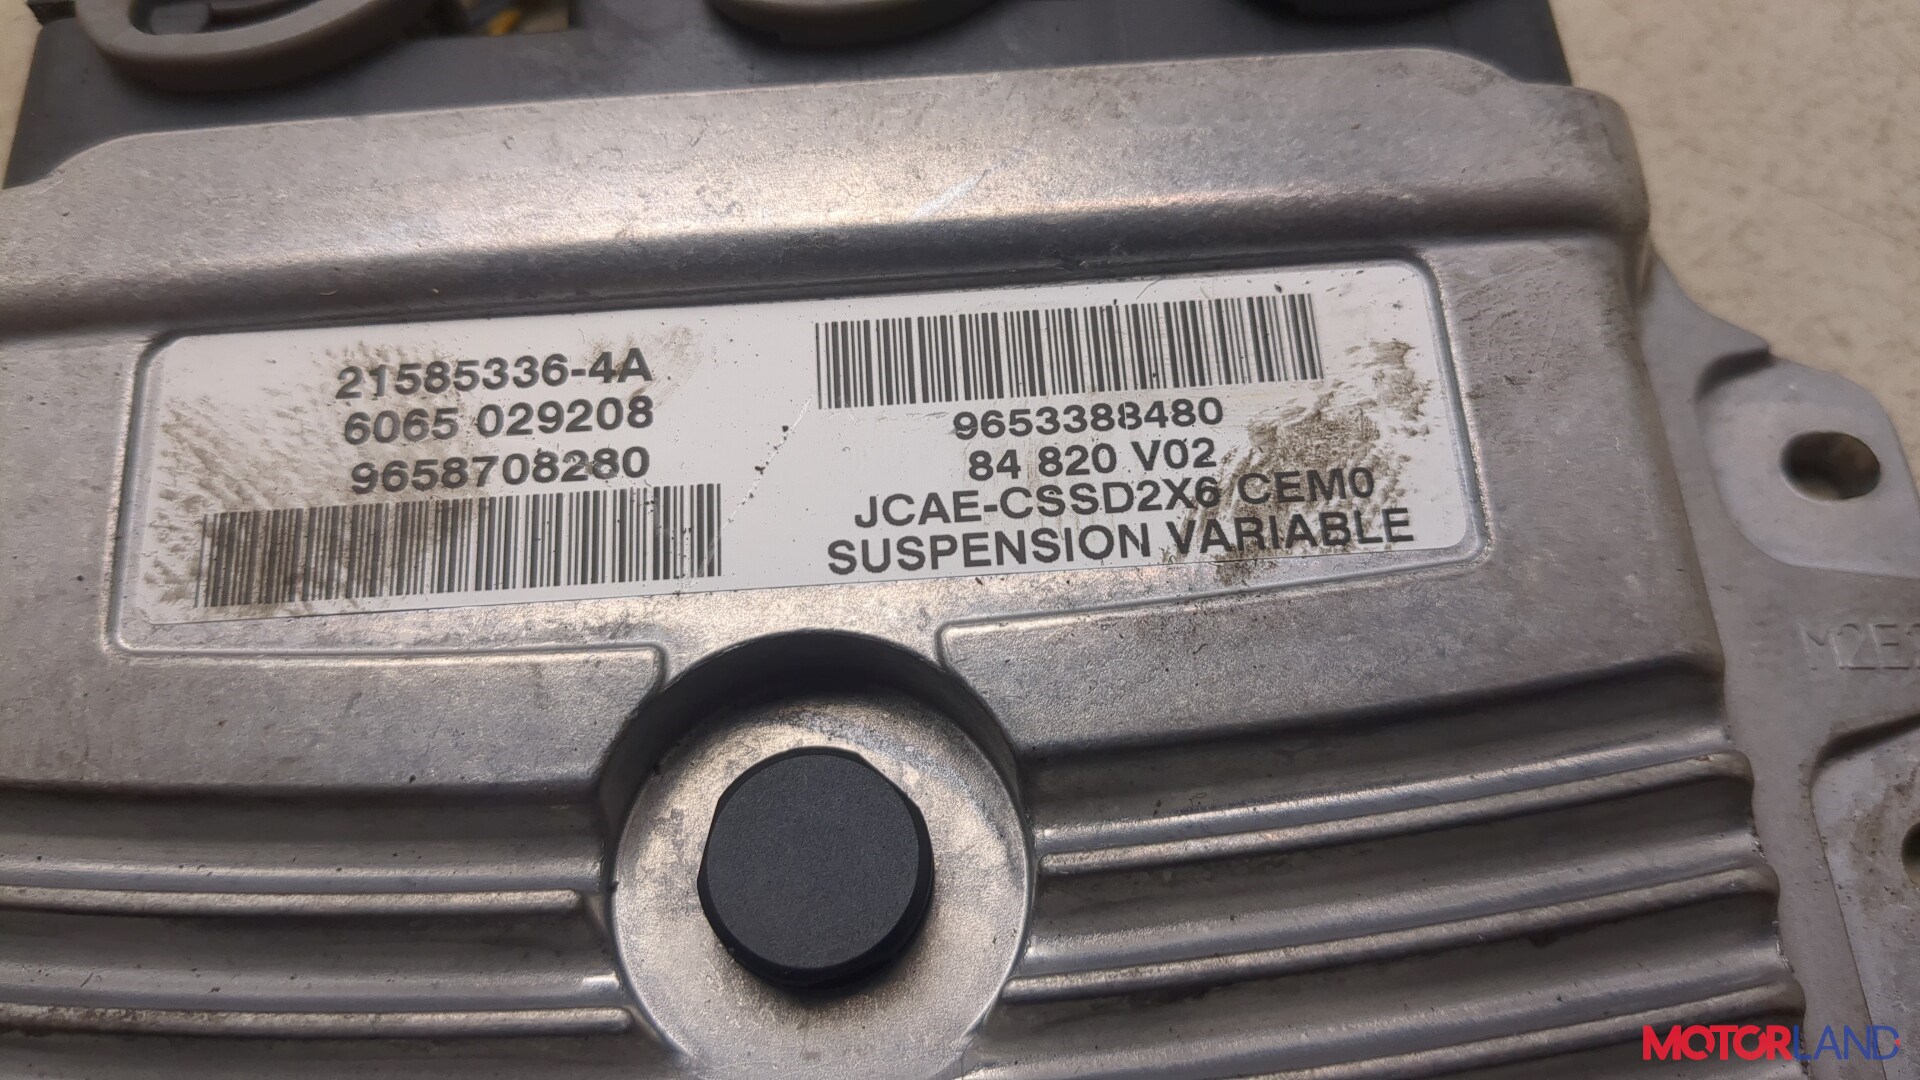 21585336-4A
6065 029208
9658708280
9653388480
84 820 V02
JCAE-CSSD2X6/CEM0
SUSPENSION VARIABLE
MOTORLAND